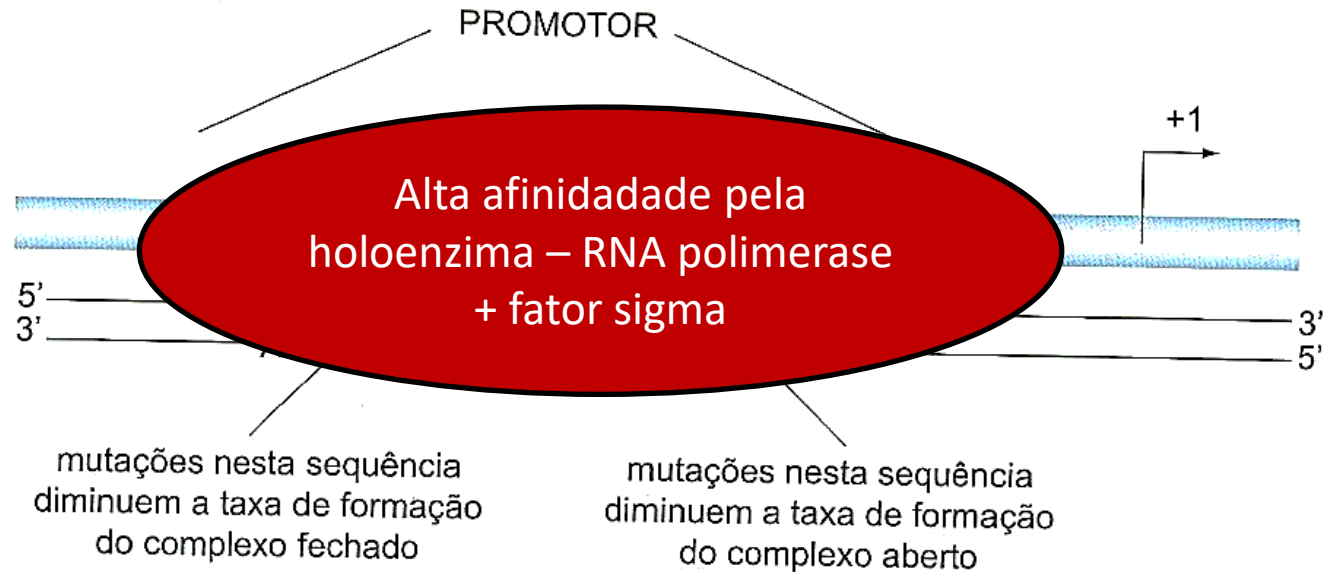 PROMOTOR
+1
Alta afinidadade pela
holoenzima – RNA polimerase
+ fator sigma
5’
3’
3’
5’
mutações nesta sequência
diminuem a taxa de formação
do complexo fechado
mutações nesta sequência
diminuem a taxa de formação
do complexo aberto